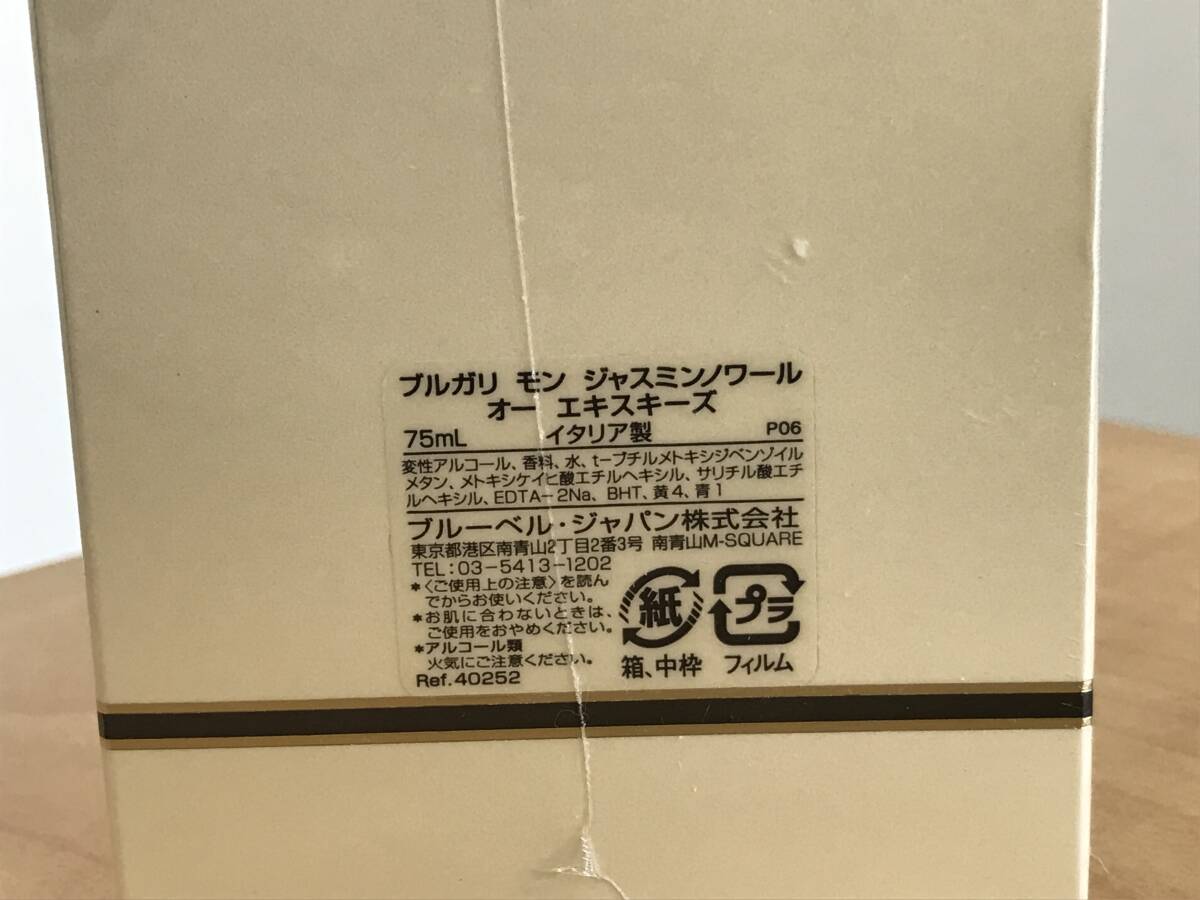 ブルガリ モン ジャスミンノワール
オー エキスキーズ
75mL イタリア製 P06
変性アルコール、香料、水、t-ブチルメトキシジベンゾイル
メタン、メトキシケイヒ酸エチルヘキシル、サリチル酸エチ
ルヘキシル、EDTA-2Na、BHT、黄4、青1
ブルーベル・ジャパン株式会社
東京都港区南青山2丁目2番3号 南青山M-SQUARE
TEL:03-5413-1202
*〈ご使用上の注意〉を読ん
でからお使いください。
*お肌に合わないときは、
ご使用をおやめください。
*アルコール類
火気にご注意ください。
Ref.40252
紙
箱、中枠
プラ
フィルム